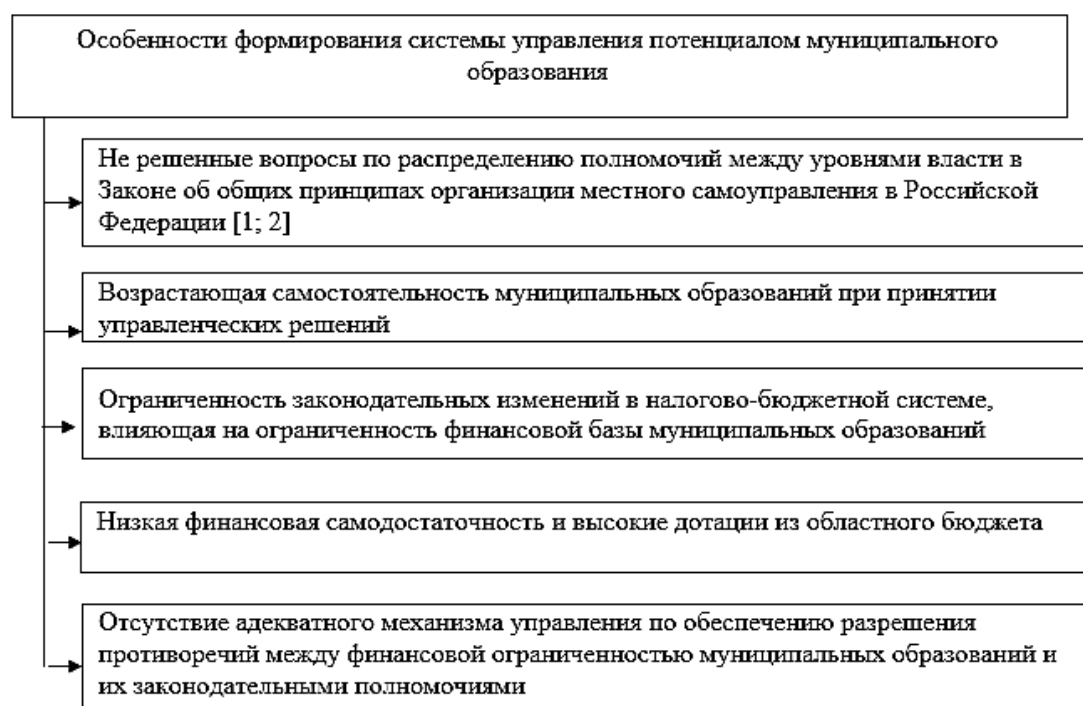 Особенности формирования системы управления потенциалом муниципального
образования
Не решенные вопросы по распределению полномочий между уровнями власти в
Законе об общих принципах организации местного самоуправления в Российской
Федерации [1; 2]
Возрастающая самостоятельность муниципальных образований при принятии
управленческих решений
Ограниченность законодательных изменений в налогово-бюджетной системе,
влияющая на ограниченность финансовой базы муниципальных образований
Низкая финансовая самодостаточность и высокие дотации из областного бюджета
Отсутствие адекватного механизма управления по обеспечению разрешения
противоречий между финансовой ограниченностью муниципальных образований и
их законодательными полномочиями